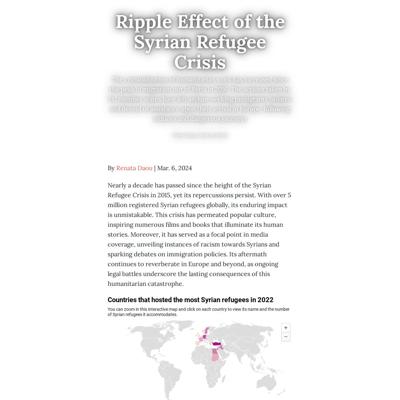 Ripple Effect of the
Syrian Refugee
Crisis
By Renata Daou | Mar. 6, 2024
Nearly a decade has passed since the height of the Syrian
Refugee Crisis in 2015, yet its repercussions persist. With over 5
million registered Syrian refugees globally, its enduring impact
is unmistakable. This crisis has permeated popular culture,
inspiring numerous films and books that illuminate its human
stories. Moreover, it has served as a focal point in media
coverage, unveiling instances of racism towards Syrians and
sparking debates on immigration policies. Its aftermath
continues to reverberate in Europe and beyond, as ongoing
legal battles underscore the lasting consequences of this
humanitarian catastrophe.
Countries that hosted the most Syrian refugees in 2022
You can zoom in this interactive map and click on each country to view its name and the number
of Syrian refugees it accommodates.
+
−